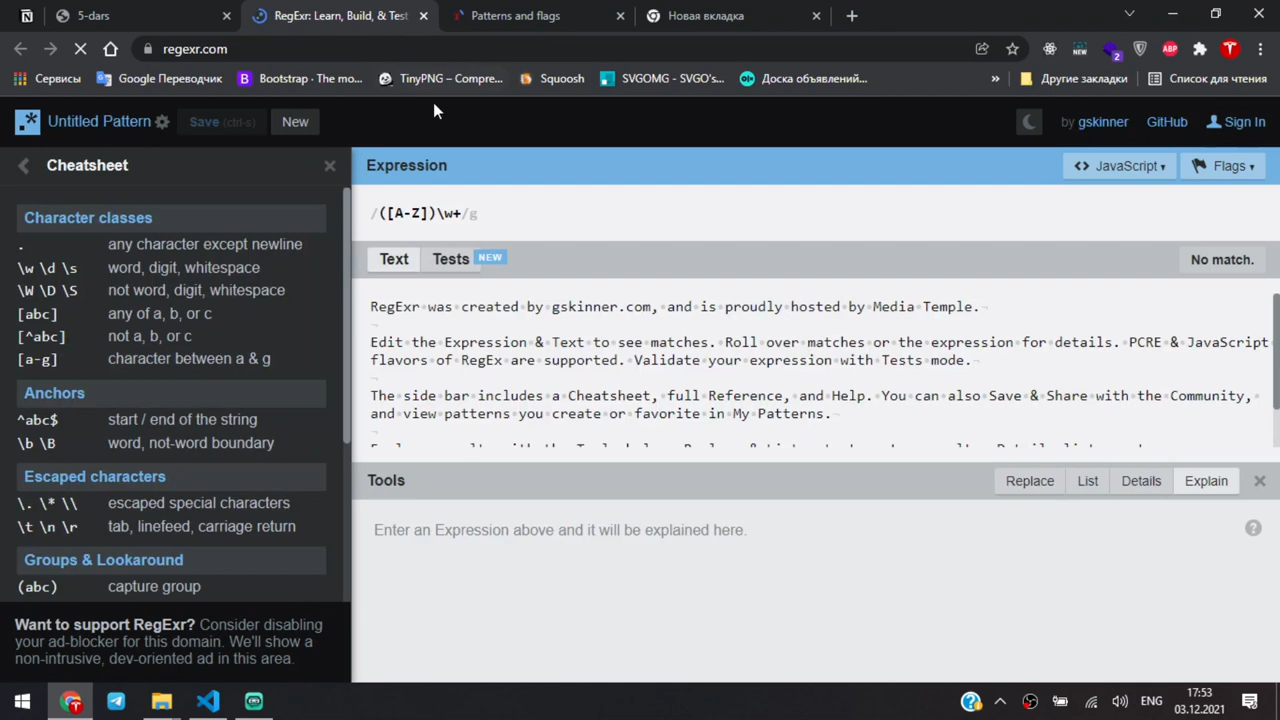 5-dars
RegExr: Learn, Build, & Test
Patterns and flags
Новая вкладка
regexr.com
Сервисы
Google Переводчик
Bootstrap · The mo...
TinyPNG – Compre...
Squoosh
SVGOMG - SVGO's...
Доска объявлений...
»
Другие закладки
Список для чтения
Untitled Pattern
Save (ctrl-s)
New
by gskinner
GitHub
Sign In
Cheatsheet
Character classes
. any character except newline
\w \d \s word, digit, whitespace
\W \D \S not word, digit, whitespace
[abc] any of a, b, or c
[^abc] not a, b, or c
[a-g] character between a & g
Anchors
^abc$ start / end of the string
\b \B word, not-word boundary
Escaped characters
\. \* \\ escaped special characters
\t \n \r tab, linefeed, carriage return
Groups & Lookaround
(abc) capture group
Want to support RegExr? Consider disabling
your ad-blocker for this domain. We'll show a
non-intrusive, dev-oriented ad in this area.
Expression
JavaScript
Flags
/([A-Z])\w+/g
Text
Tests
NEW
No match.
RegExr was created by gskinner.com, and is proudly hosted by Media Temple.
Edit the Expression & Text to see matches. Roll over matches or the expression for details. PCRE & JavaScript
flavors of RegEx are supported. Validate your expression with Tests mode.
The side bar includes a Cheatsheet, full Reference, and Help. You can also Save & Share with the Community,
and view patterns you create or favorite in My Patterns.
Tools
Replace
List
Details
Explain
Enter an Expression above and it will be explained here.
ENG
17:53
03.12.2021